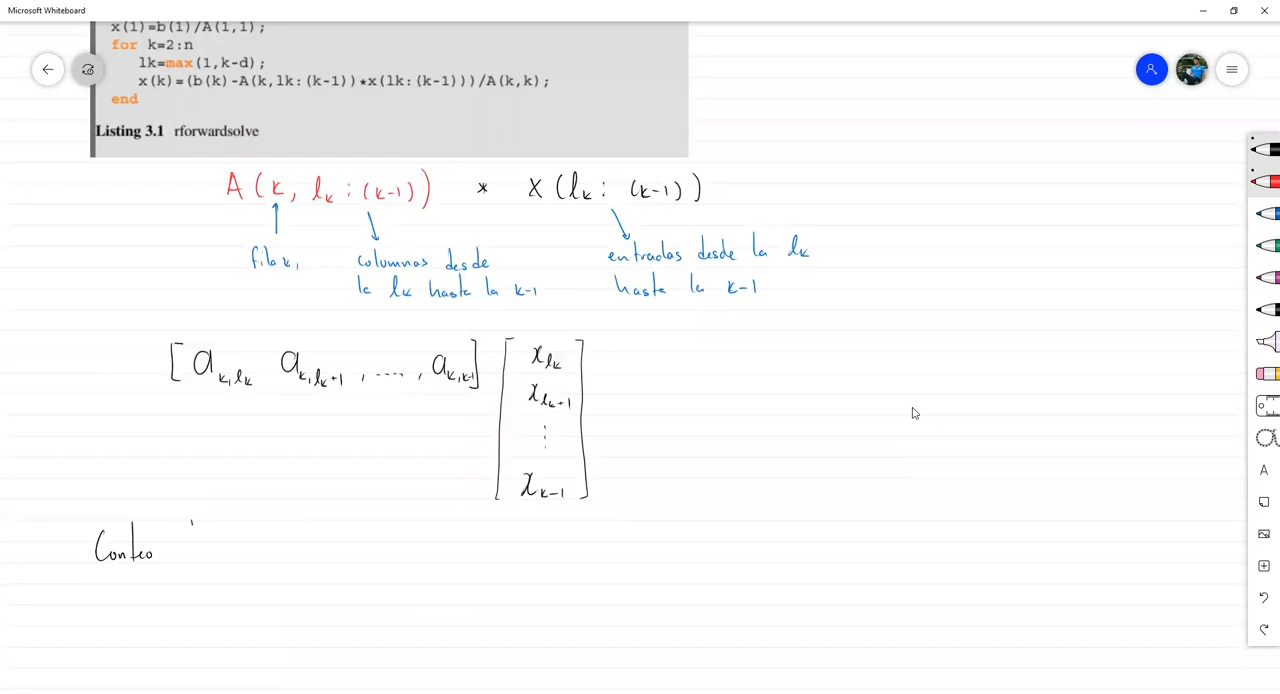 Microsoft Whiteboard
x(1)=b(1)/A(1,1);
for k=2:n
lk=max(1,k-d);
x(k)=(b(k)-A(k,lk:(k-1))*x(lk:(k-1)))/A(k,k);
end
Listing 3.1 rforwardsolve
A(k, lk : (k-1)) * X(lk : (k-1))
fila k,
columnas desde
la lk hasta la k-1
entradas desde la lk
hasta la k-1
[ a k,lk a k,lk+1 , ...., a k,k-1 ]
x lk
x lk+1
⋮
x k-1
Conteo
A